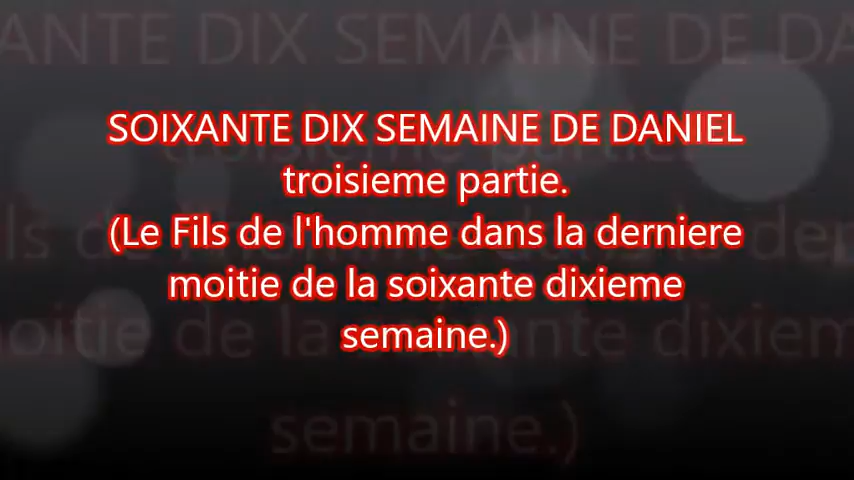 SOIXANTE DIX SEMAINE DE DANIEL
troisieme partie.
(Le Fils de l'homme dans la derniere
moitie de la soixante dixieme
semaine.)